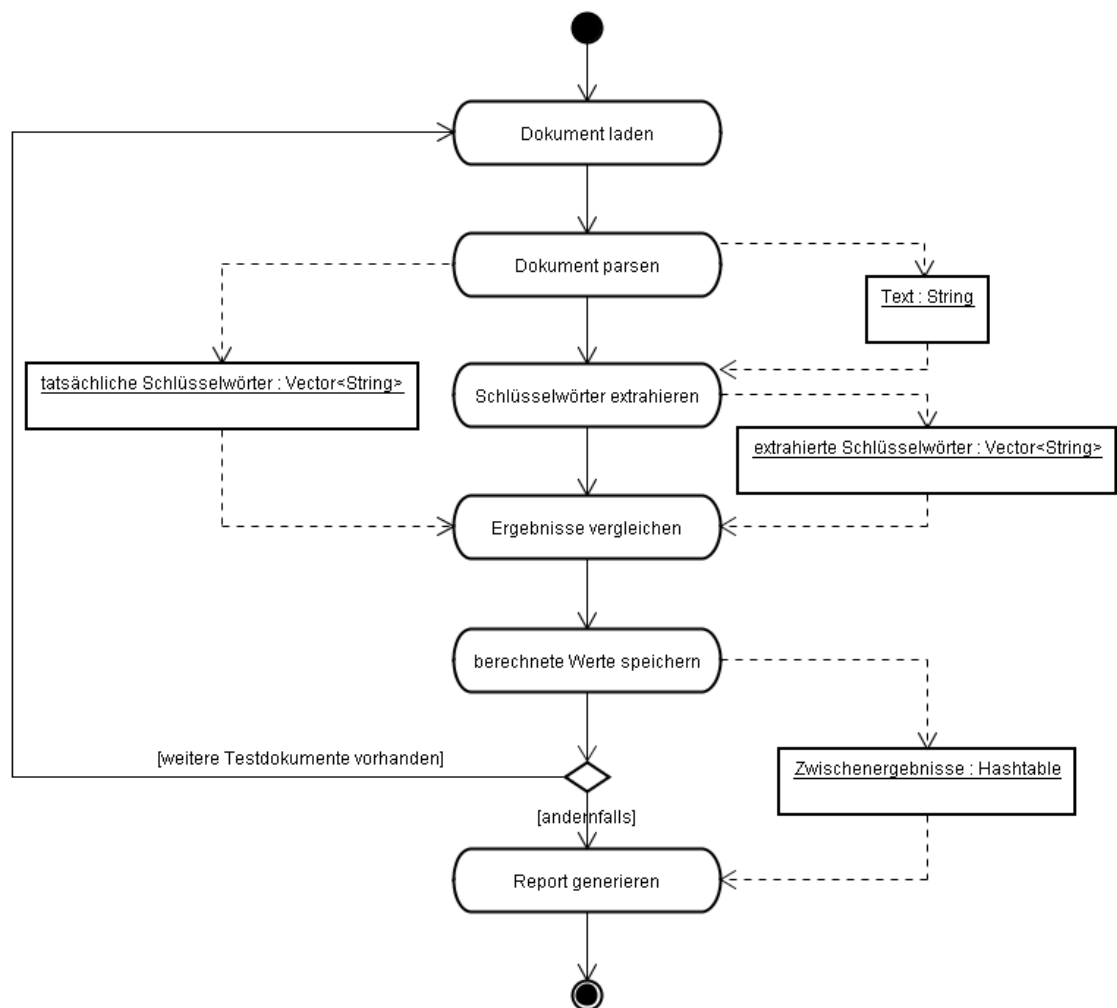 Dokument laden
Dokument parsen
Text : String
tatsächliche Schlüsselwörter : Vector<String>
Schlüsselwörter extrahieren
extrahierte Schlüsselwörter : Vector<String>
Ergebnisse vergleichen
berechnete Werte speichern
[weitere Testdokumente vorhanden]
Zwischenergebnisse : Hashtable
[andernfalls]
Report generieren